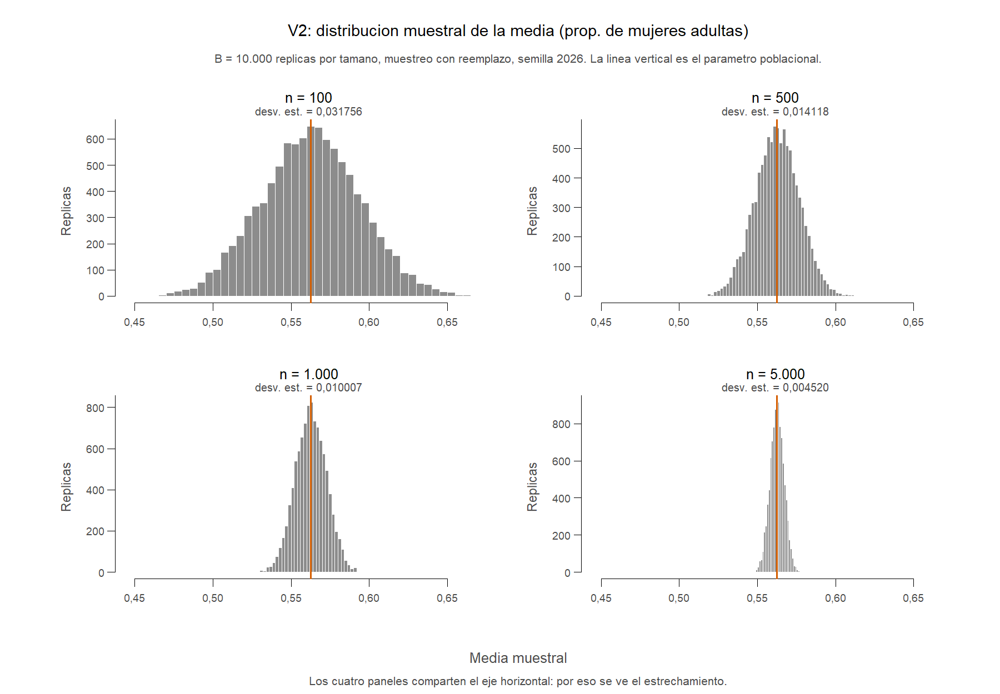 V2: distribucion muestral de la media (prop. de mujeres adultas)
B = 10.000 replicas por tamano, muestreo con reemplazo, semilla 2026. La linea vertical es el parametro poblacional.
n = 100
desv. est. = 0,031756
Replicas
600
500
400
300
200
100
0
0,45 0,50 0,55 0,60 0,65
n = 500
desv. est. = 0,014118
Replicas
500
400
300
200
100
0
0,45 0,50 0,55 0,60 0,65
n = 1.000
desv. est. = 0,010007
Replicas
800
600
400
200
0
0,45 0,50 0,55 0,60 0,65
n = 5.000
desv. est. = 0,004520
Replicas
800
600
400
200
0
0,45 0,50 0,55 0,60 0,65
Media muestral
Los cuatro paneles comparten el eje horizontal: por eso se ve el estrechamiento.